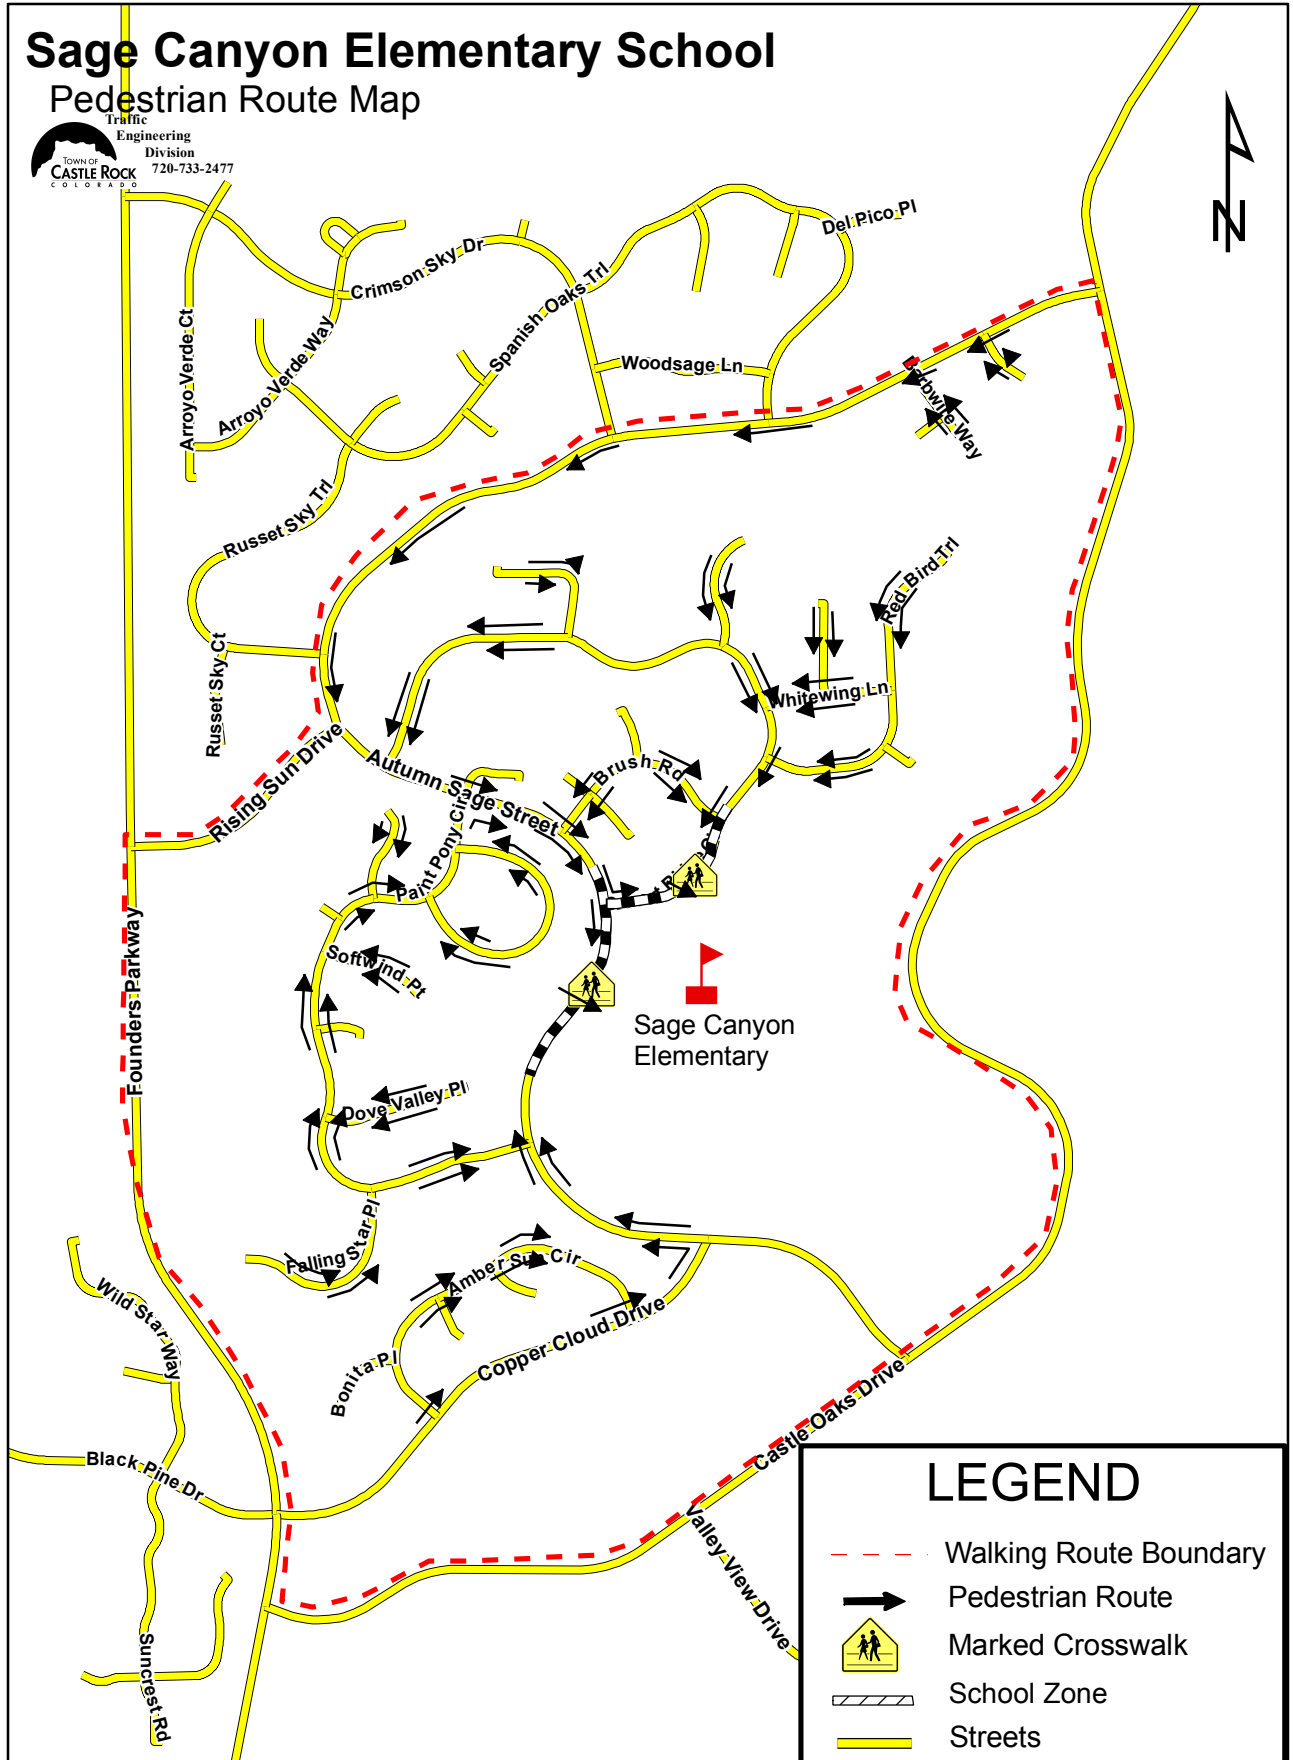 Sage Canyon Elementary School
Pedestrian Route Map
Traffic
Engineering
Division
720-733-2477
TOWN OF
CASTLE ROCK
COLORADO
N
Del Pico Pl
Crimson Sky Dr
Spanish Oaks Trl
Arroyo Verde Ct
Arroyo Verde Way
Woodsage Ln
Barbwire Way
Russet Sky Trl
Red Bird Trl
Russet Sky Ct
Whitewing Ln
Rising Sun Drive
Autumn Sage Street
Brush Rd
Paint Pony Cir
Softwind Pt
Founders Parkway
Sage Canyon
Elementary
Dove Valley Pl
Falling Star Pl
Amber Sun Cir
Wild Star Way
Copper Cloud Drive
Bonita Pl
Castle Oaks Drive
Black Pine Dr
Valley View Drive
Suncrest Rd
LEGEND
Walking Route Boundary
Pedestrian Route
Marked Crosswalk
School Zone
Streets